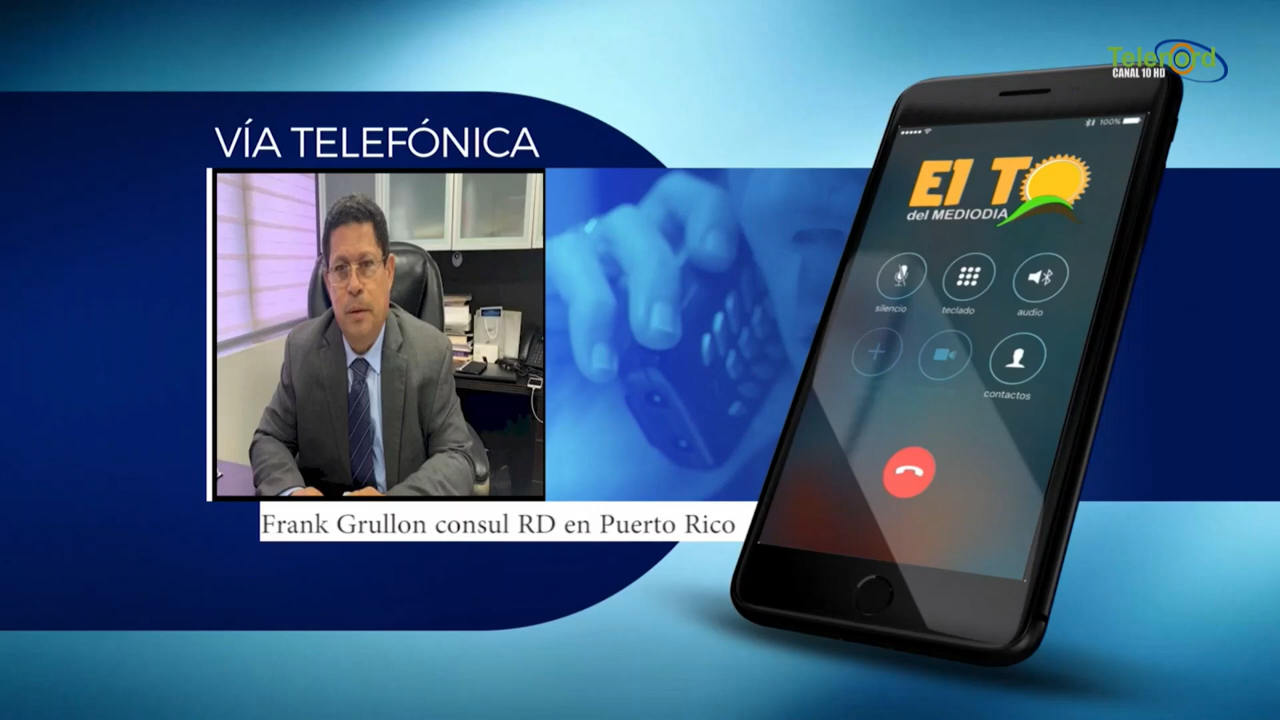 Telenord
CANAL 10 HD
VÍA TELEFÓNICA
100%
El T
del MEDIODIA
silencio
teclado
audio
contactos
Frank Grullon consul RD en Puerto Rico